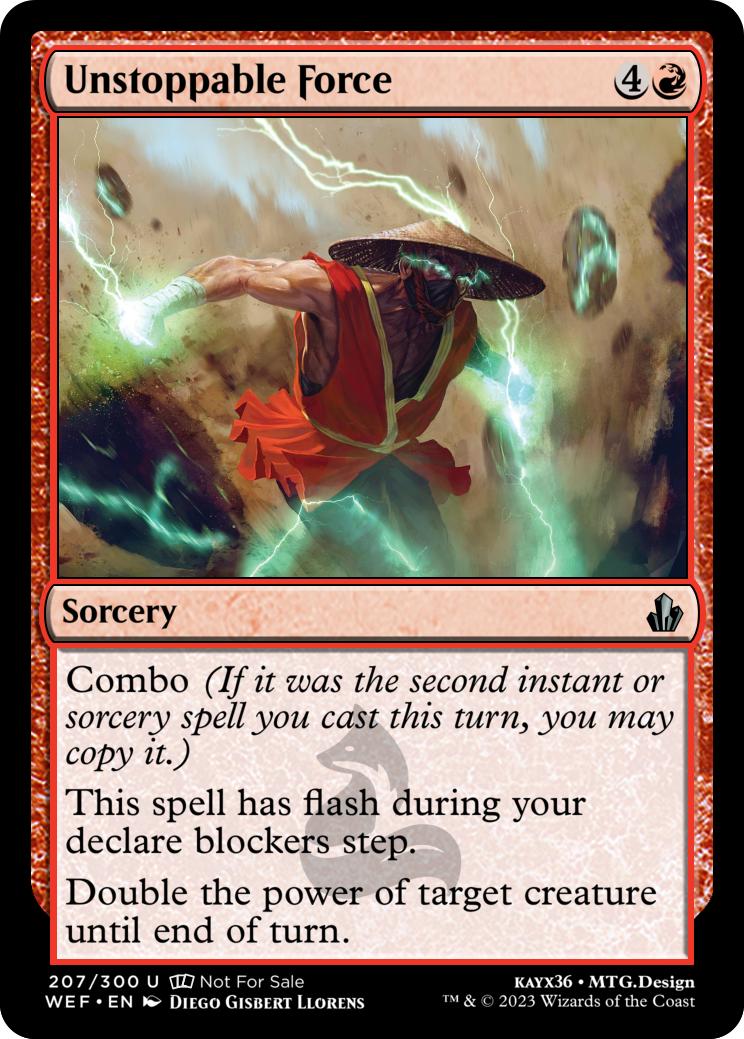 Unstoppable Force 4
Sorcery
Combo (If it was the second instant or
sorcery spell you cast this turn, you may
copy it.)
This spell has flash during your
declare blockers step.
Double the power of target creature
until end of turn.
207/300 U Not For Sale
WEF • EN DIEGO GISBERT LLORENS
KAYX36 • MTG.Design
™ & © 2023 Wizards of the Coast